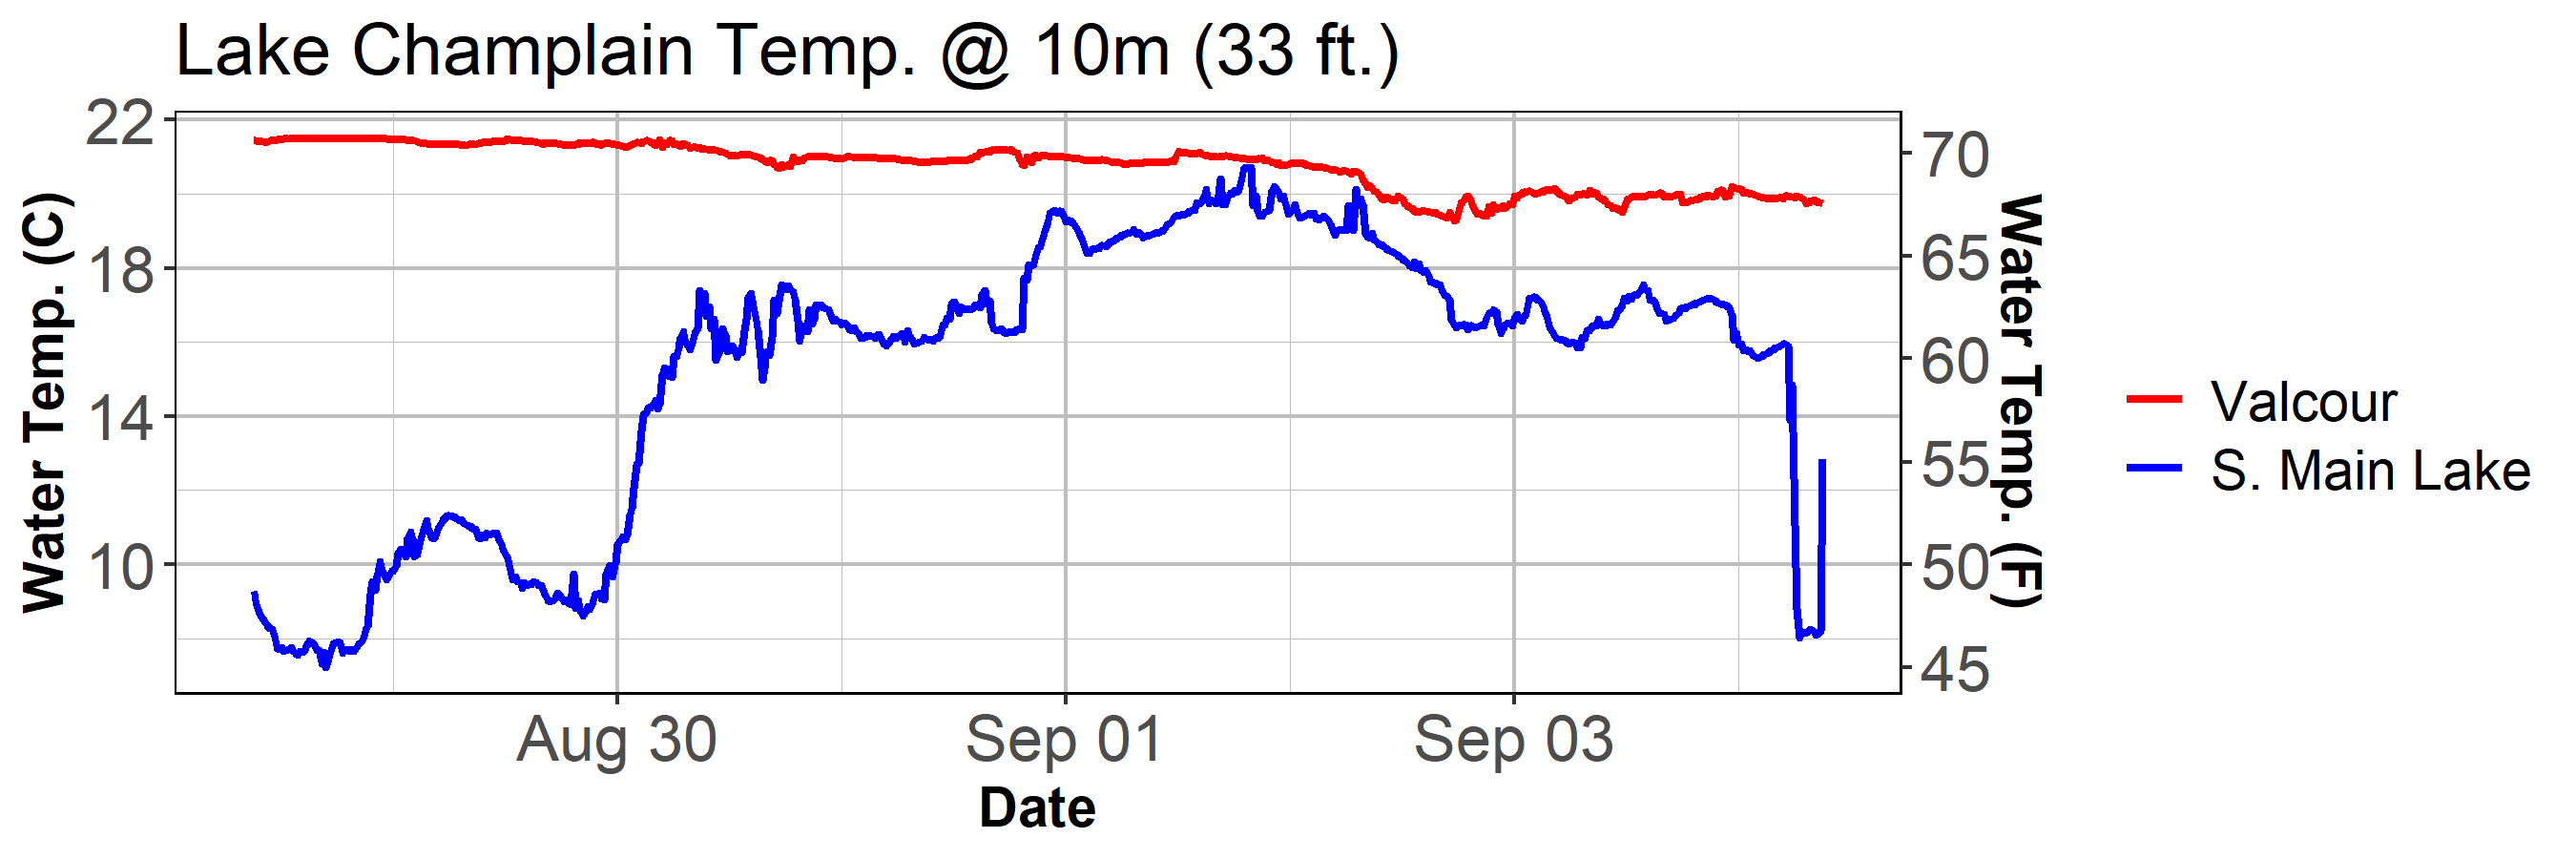 Lake Champlain Temp. @ 10m (33 ft.)
Water Temp. (C)
22
18
14
10
70
65
60
55
50
45
Water Temp. (F)
Aug 30
Sep 01
Sep 03
Date
Valcour
S. Main Lake